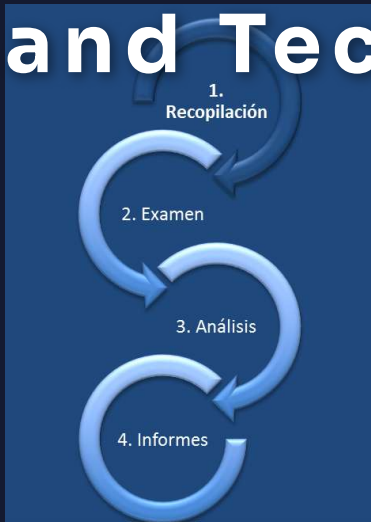 and Tec
1.
Recopilación
2. Examen
3. Análisis
4. Informes